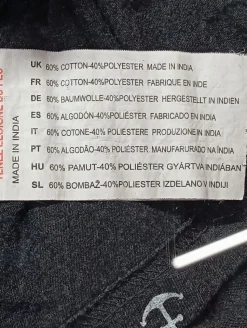 UK 60% COTTON-40%POLYESTER MADE IN INDIA
FR 60% COTTON-40%POLYESTER FABRIQUE EN INDE
DE 60% BAUMWOLLE-40%POLYESTER HERGESTELLT IN INDIEN
ES 60% ALGODÓN-40%POLIÉSTER FABRICADO EN INDIA
IT 60% COTONE-40% POLIESTERE PRODUZIONE IN INDIA
PT 60% ALGODÃO-40% POLIÉSTER MANUFARURADO NA ÍNDIA
HU 60% PAMUT-40% POLIÉSTER GYÁRTVA INDIÁBAN
SL 60% BOMBAŽ-40%POLIESTER IZDELANO V INDIJI
MADE IN INDIA